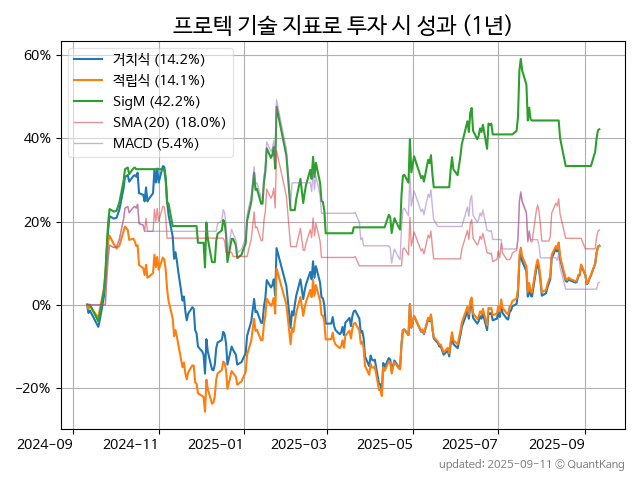 프로텍 기술 지표로 투자 시 성과 (1년)
거치식 (14.2%)
적립식 (14.1%)
SigM (42.2%)
SMA(20) (18.0%)
MACD (5.4%)
60%
40%
20%
0%
−20%
2024-09
2024-11
2025-01
2025-03
2025-05
2025-07
2025-09
updated: 2025-09-11 © QuantKang